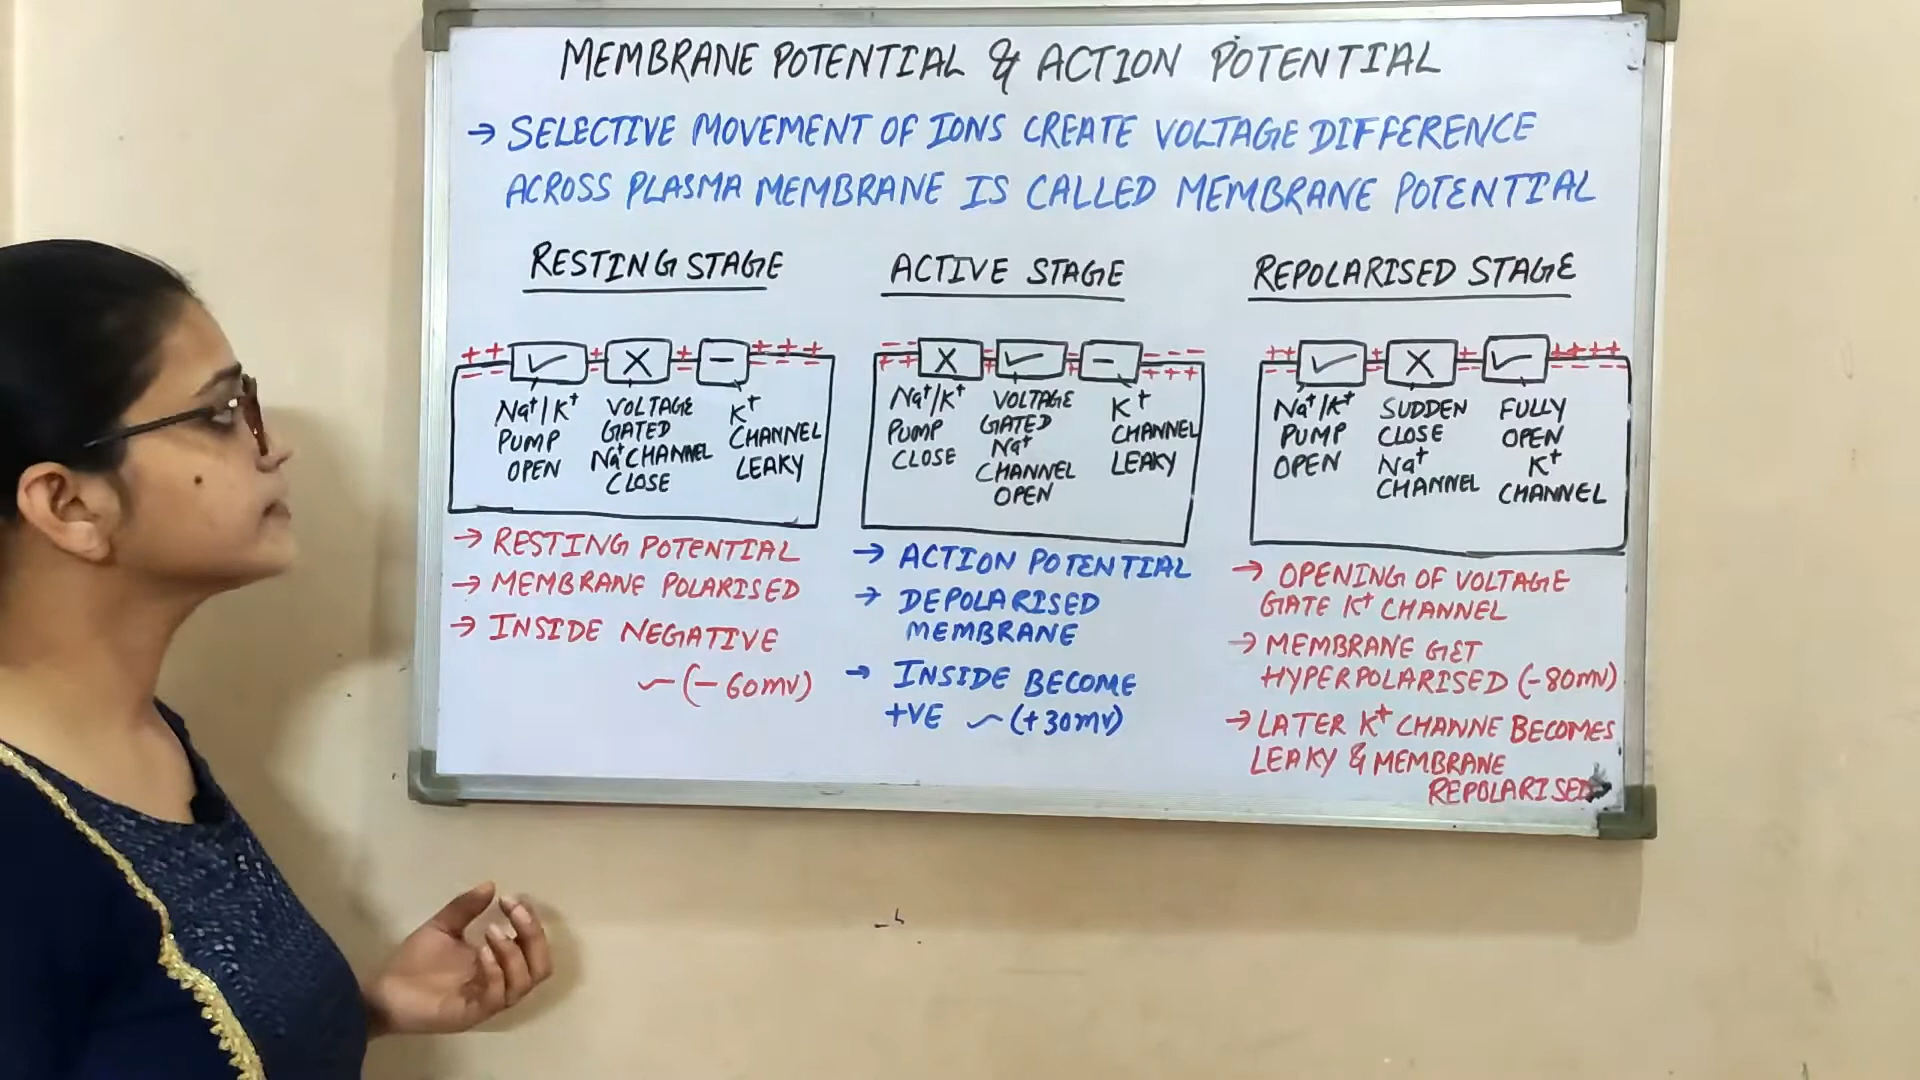 MEMBRANE POTENTIAL & ACTION POTENTIAL
→ SELECTIVE MOVEMENT OF IONS CREATE VOLTAGE DIFFERENCE
ACROSS PLASMA MEMBRANE IS CALLED MEMBRANE POTENTIAL
RESTING STAGE
Na⁺/K⁺
PUMP
OPEN
VOLTAGE
GATED
Na⁺CHANNEL
CLOSE
K⁺
CHANNEL
LEAKY
→ RESTING POTENTIAL
→ MEMBRANE POLARISED
→ INSIDE NEGATIVE
~(-60mv)
ACTIVE STAGE
Na⁺/K⁺
PUMP
CLOSE
VOLTAGE
GATED
Na⁺
CHANNEL
OPEN
K⁺
CHANNEL
LEAKY
→ ACTION POTENTIAL
→ DEPOLARISED
MEMBRANE
→ INSIDE BECOME
+VE ~(+30mv)
REPOLARISED STAGE
Na⁺/K⁺
PUMP
OPEN
SUDDEN
CLOSE
Na⁺
CHANNEL
FULLY
OPEN
K⁺
CHANNEL
→ OPENING OF VOLTAGE
GATE K⁺ CHANNEL
→ MEMBRANE GET
HYPERPOLARISED (-80mv)
→ LATER K⁺ CHANNE BECOMES
LEAKY & MEMBRANE
REPOLARISED